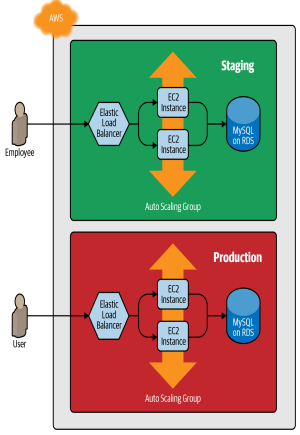 AWS
Staging
Elastic
Load
Balancer
EC2
Instance
EC2
Instance
MySQL
on RDS
Employee
Auto Scaling Group
Production
Elastic
Load
Balancer
EC2
Instance
EC2
Instance
MySQL
on RDS
User
Auto Scaling Group